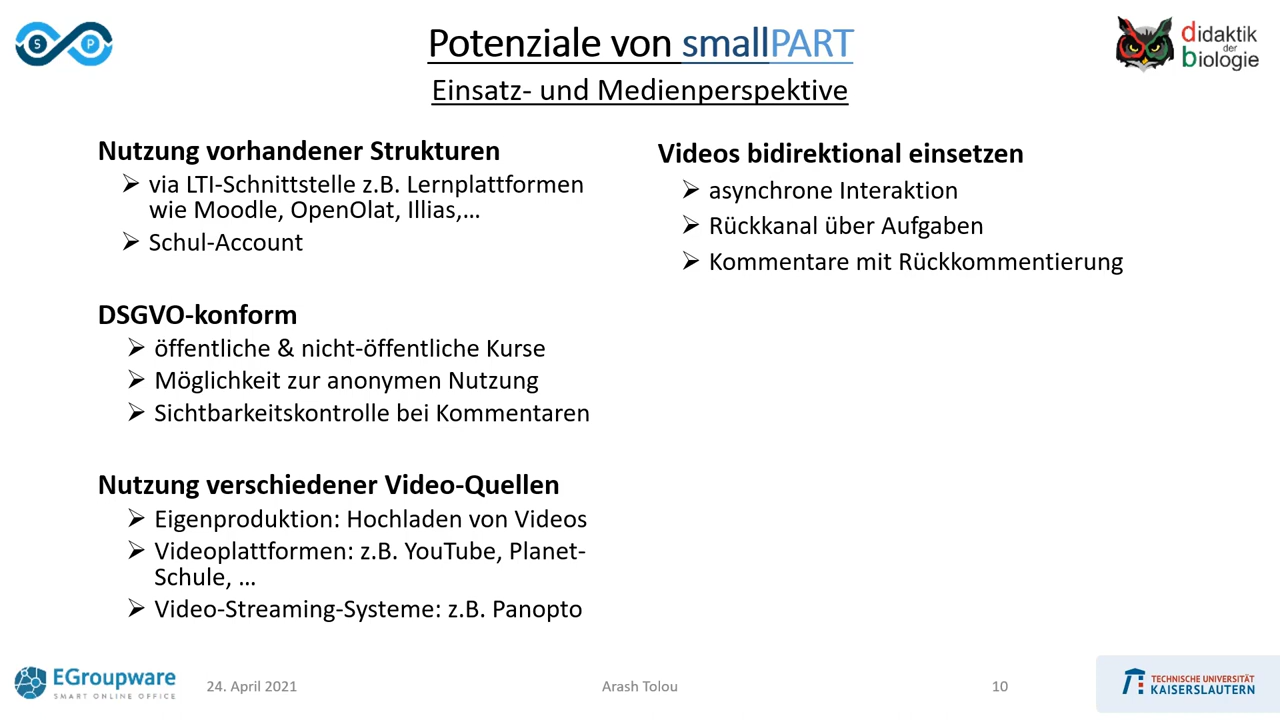 S P
Potenziale von smallPART
Einsatz- und Medienperspektive
didaktik
der
biologie
Nutzung vorhandener Strukturen
via LTI-Schnittstelle z.B. Lernplattformen
wie Moodle, OpenOlat, Illias,...
Schul-Account
DSGVO-konform
öffentliche & nicht-öffentliche Kurse
Möglichkeit zur anonymen Nutzung
Sichtbarkeitskontrolle bei Kommentaren
Nutzung verschiedener Video-Quellen
Eigenproduktion: Hochladen von Videos
Videoplattformen: z.B. YouTube, Planet-
Schule, ...
Video-Streaming-Systeme: z.B. Panopto
Videos bidirektional einsetzen
asynchrone Interaktion
Rückkanal über Aufgaben
Kommentare mit Rückkommentierung
EGroupware
SMART ONLINE OFFICE
24. April 2021
Arash Tolou
10
TECHNISCHE UNIVERSITÄT
KAISERSLAUTERN